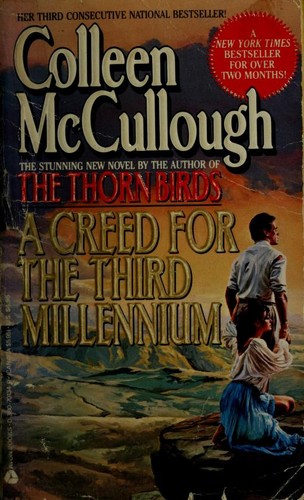 HER THIRD CONSECUTIVE NATIONAL BESTSELLER!
A
NEW YORK TIMES
BESTSELLER
FOR OVER
TWO MONTHS!
Colleen
McCullough
THE STUNNING NEW NOVEL BY THE AUTHOR OF
THE THORN BIRDS
A CREED FOR
THE THIRD
MILLENNIUM